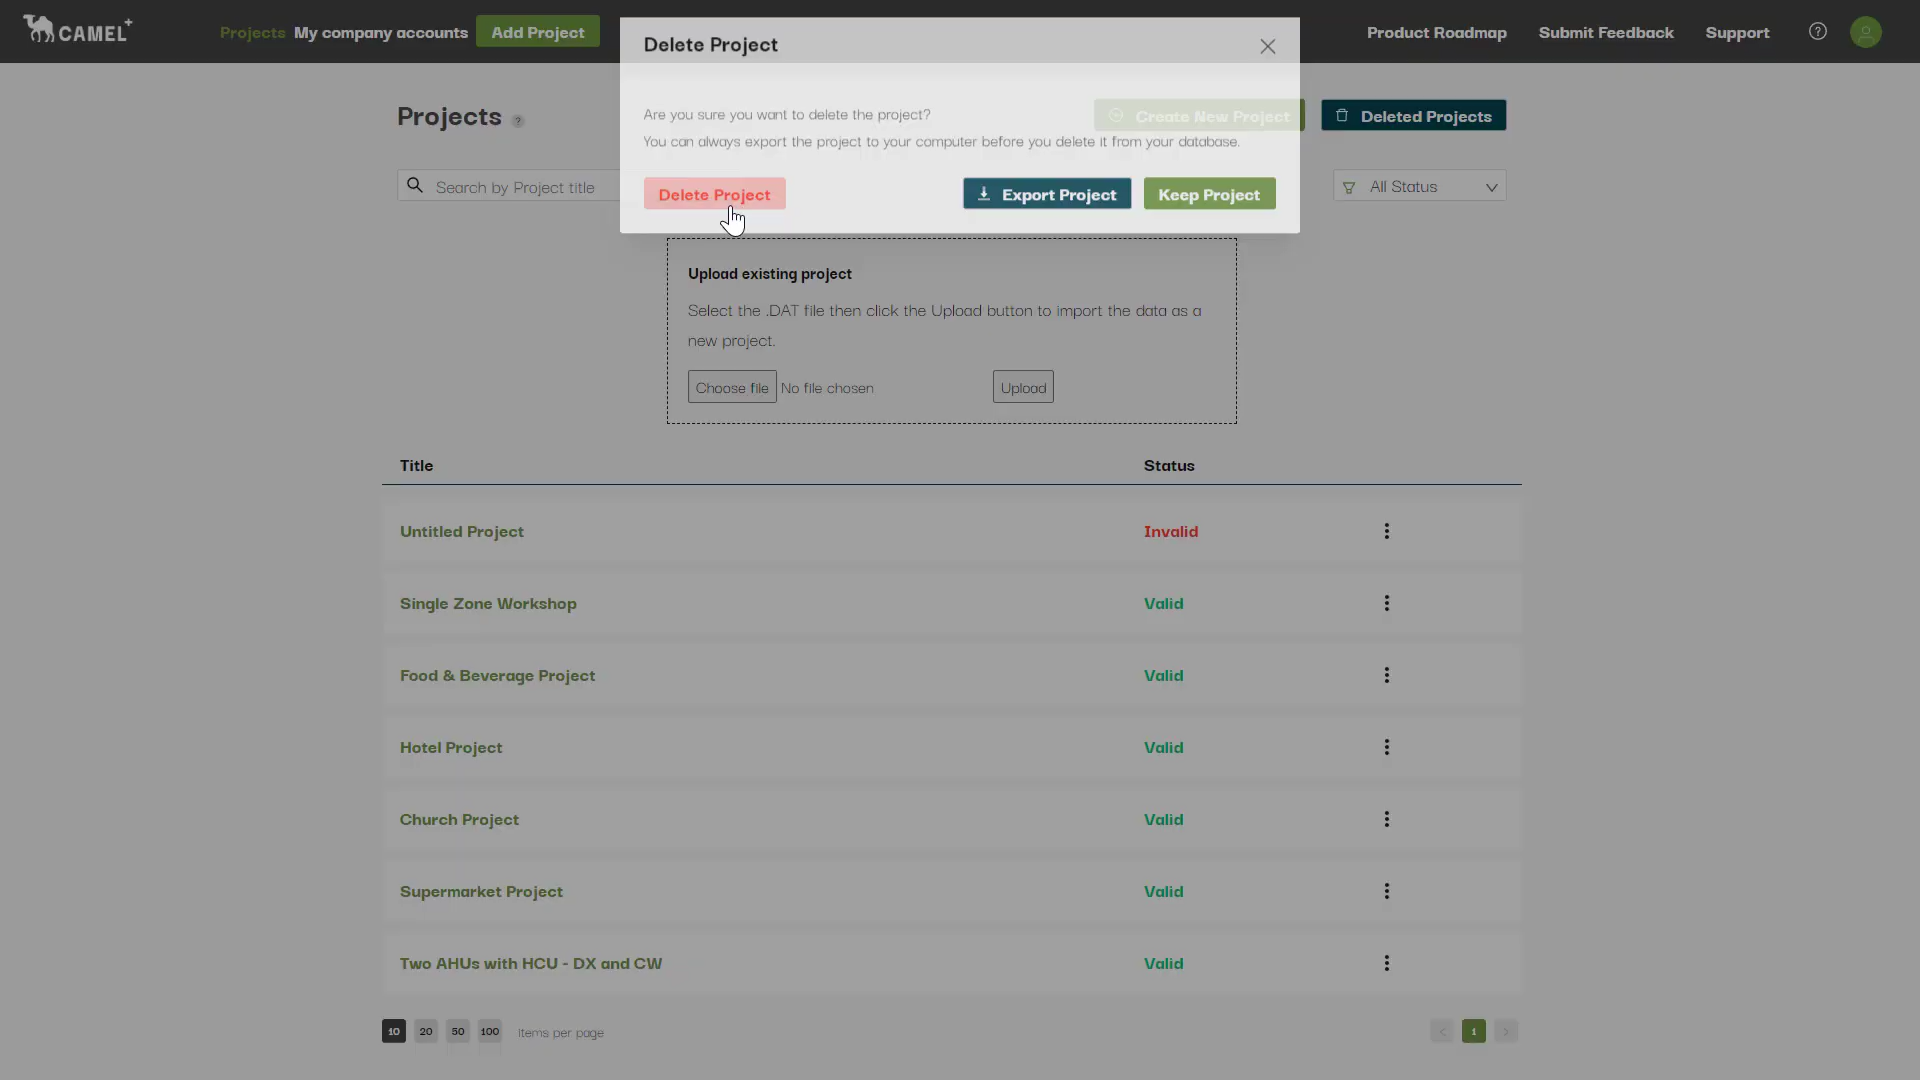 CAMEL+
Projects My company accounts Add Project
Product Roadmap Submit Feedback Support ?
Delete Project
Are you sure you want to delete the project?
You can always export the project to your computer before you delete it from your database.
Delete Project Export Project Keep Project
Projects ?
Create New Project Deleted Projects
Search by Project title
All Status
Upload existing project
Select the .DAT file then click the Upload button to import the data as a
new project.
Choose file No file chosen Upload
Title Status
Untitled Project Invalid
Single Zone Workshop Valid
Food & Beverage Project Valid
Hotel Project Valid
Church Project Valid
Supermarket Project Valid
Two AHUs with HCU - DX and CW Valid
10 20 50 100 Items per page
< 1 >